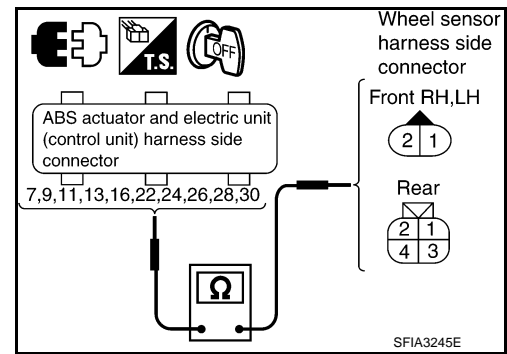 Wheel sensor
harness side
connector
T.S.
OFF
Front RH,LH
2 1
ABS actuator and electric unit
(control unit) harness side
connector
7,9,11,13,16,22,24,26,28,30
Rear
2 1
4 3
Ω
SFIA3245E